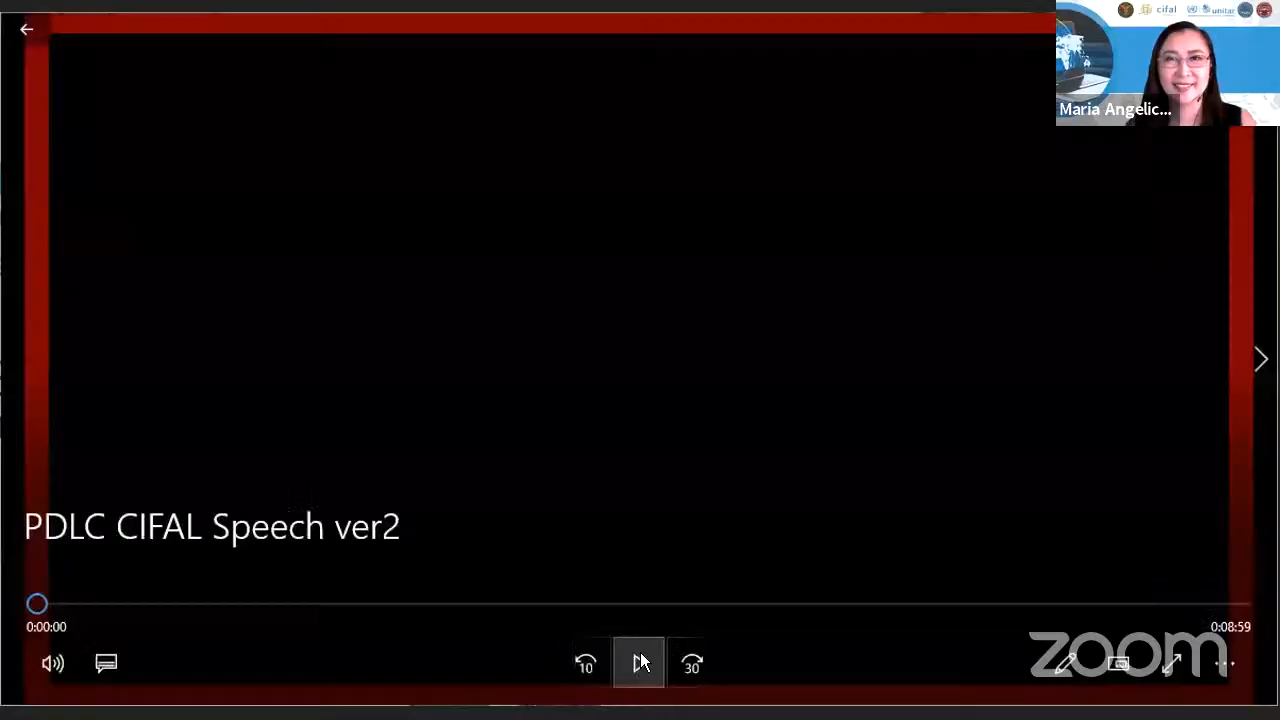 cifal
unitar
Maria Angelic...
PDLC CIFAL Speech ver2
0:00:00
0:08:59
10
30
zoom